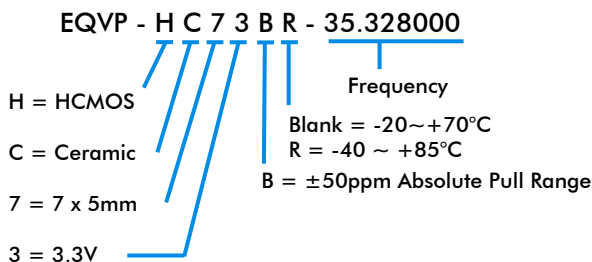 EQVP - H C 7 3 B R - 35.328000
Frequency
H = HCMOS
Blank = -20~+70°C
C = Ceramic
R = -40 ~ +85°C
B = ±50ppm Absolute Pull Range
7 = 7 x 5mm
3 = 3.3V